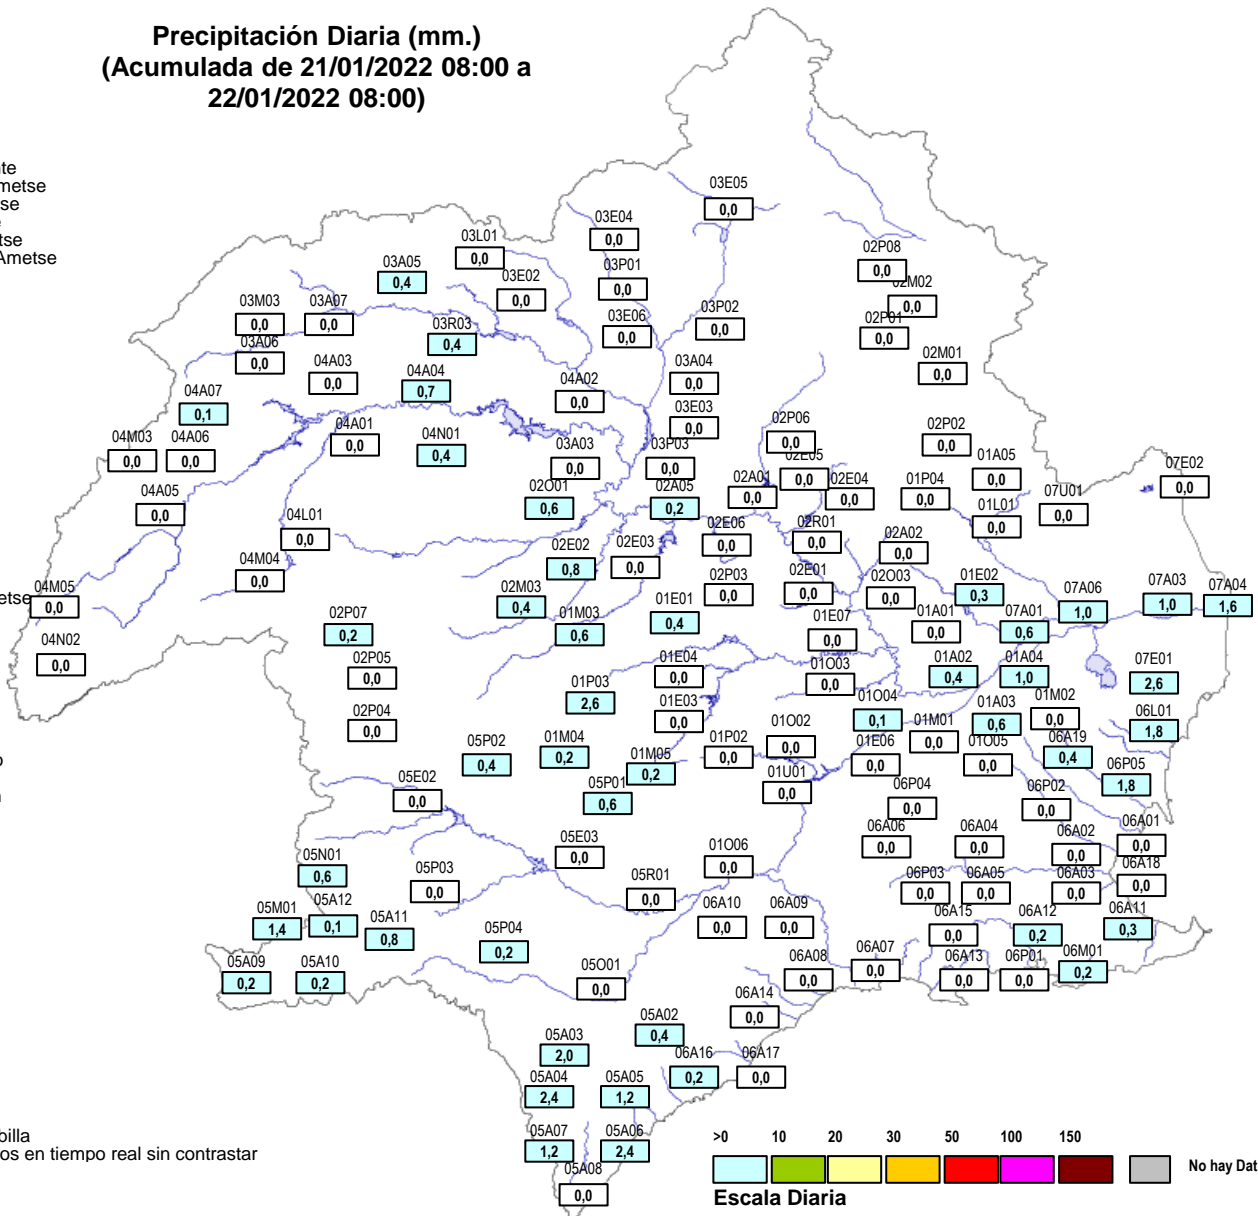 Precipitación Diaria (mm.)
(Acumulada de 21/01/2022 08:00 a
22/01/2022 08:00)
nte
Ametse
tse
e
etse
Ametse
03E05
0,0
03E04
0,0
03L01
0,0
02P08
0,0
03A05
0,4
03P01
0,0
03E02
0,0
02M02
0,0
03M03
0,0
03A07
0,0
03P02
0,0
03R03
0,4
03E06
0,0
02P01
0,0
03A06
0,0
04A03
0,0
02M01
0,0
04A04
0,7
04A02
0,0
03A04
0,0
04A07
0,1
03E03
0,0
04M03
0,0
04A06
0,0
04A01
0,0
04N01
0,4
02P06
0,0
02P02
0,0
03A03
0,0
03P03
0,0
02E05
0,0
01A05
0,0
07E02
0,0
04A05
0,0
02O01
0,6
02A05
0,2
02A01
0,0
02E04
0,0
01P04
0,0
07U01
0,0
01L01
0,0
04L01
0,0
02E06
0,0
02R01
0,0
02A02
0,0
02E02
0,8
02E03
0,0
04M04
0,0
04M05
0,0
etse
02M03
0,4
02P03
0,0
02E01
0,0
02O03
0,0
01E02
0,3
07A06
1,0
07A03
1,0
07A04
1,6
02P07
0,2
01M03
0,6
01E01
0,4
01E07
0,0
01A01
0,0
07A01
0,6
04N02
0,0
02P05
0,0
01E04
0,0
01O03
0,0
01A02
0,4
01A04
1,0
07E01
2,6
01P03
2,6
01E03
0,0
01O04
0,1
01A03
0,6
01M02
0,0
06L01
1,8
02P04
0,0
01O02
0,0
01M01
0,0
05P02
0,4
01M04
0,2
01M05
0,2
01P02
0,0
01E06
0,0
01O05
0,0
06A19
0,4
05E02
0,0
05P01
0,6
01U01
0,0
06P04
0,0
06P02
0,0
06P05
1,8
05E03
0,0
01O06
0,0
06A06
0,0
06A04
0,0
06A02
0,0
06A01
0,0
05N01
0,6
05P03
0,0
05R01
0,0
06P03
0,0
06A05
0,0
06A03
0,0
06A18
0,0
05M01
1,4
05A12
0,1
05A11
0,8
06A10
0,0
06A09
0,0
06A15
0,0
06A12
0,2
06A11
0,3
05P04
0,2
05A09
0,2
05A10
0,2
05O01
0,0
06A08
0,0
06A07
0,0
06A13
0,0
06P01
0,0
06M01
0,2
06A14
0,0
05A02
0,4
05A03
2,0
06A16
0,2
06A17
0,0
05A04
2,4
05A05
1,2
05A07
1,2
05A06
2,4
05A08
0,0
billa
os en tiempo real sin contrastar
>0 10 20 30 50 100 150
No hay Dat
Escala Diaria